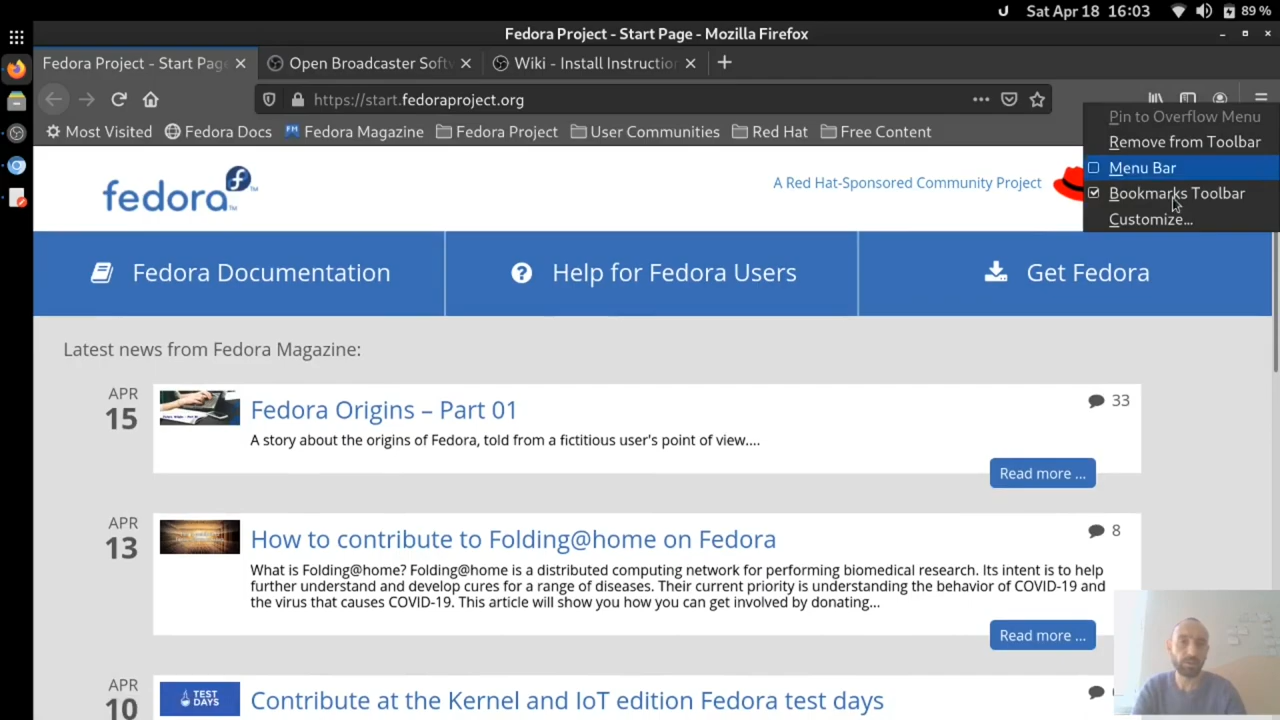 Sat Apr 18 16:03 89 %
Fedora Project - Start Page - Mozilla Firefox
Fedora Project - Start Page Open Broadcaster Softv Wiki - Install Instruction
https://start.fedoraproject.org
Most Visited Fedora Docs Fedora Magazine Fedora Project User Communities Red Hat Free Content
Pin to Overflow Menu
Remove from Toolbar
Menu Bar
Bookmarks Toolbar
Customize...
fedora
A Red Hat-Sponsored Community Project
Fedora Documentation Help for Fedora Users Get Fedora
Latest news from Fedora Magazine:
APR
15
Fedora Origins – Part 01
33
A story about the origins of Fedora, told from a fictitious user's point of view....
Read more ...
APR
13
How to contribute to Folding@home on Fedora
8
What is Folding@home? Folding@home is a distributed computing network for performing biomedical research. Its intent is to help
further understand and develop cures for a range of diseases. Their current priority is understanding the behavior of COVID-19 and
the virus that causes COVID-19. This article will show you how you can get involved by donating...
Read more ...
APR
10
TEST
DAYS
Contribute at the Kernel and IoT edition Fedora test days